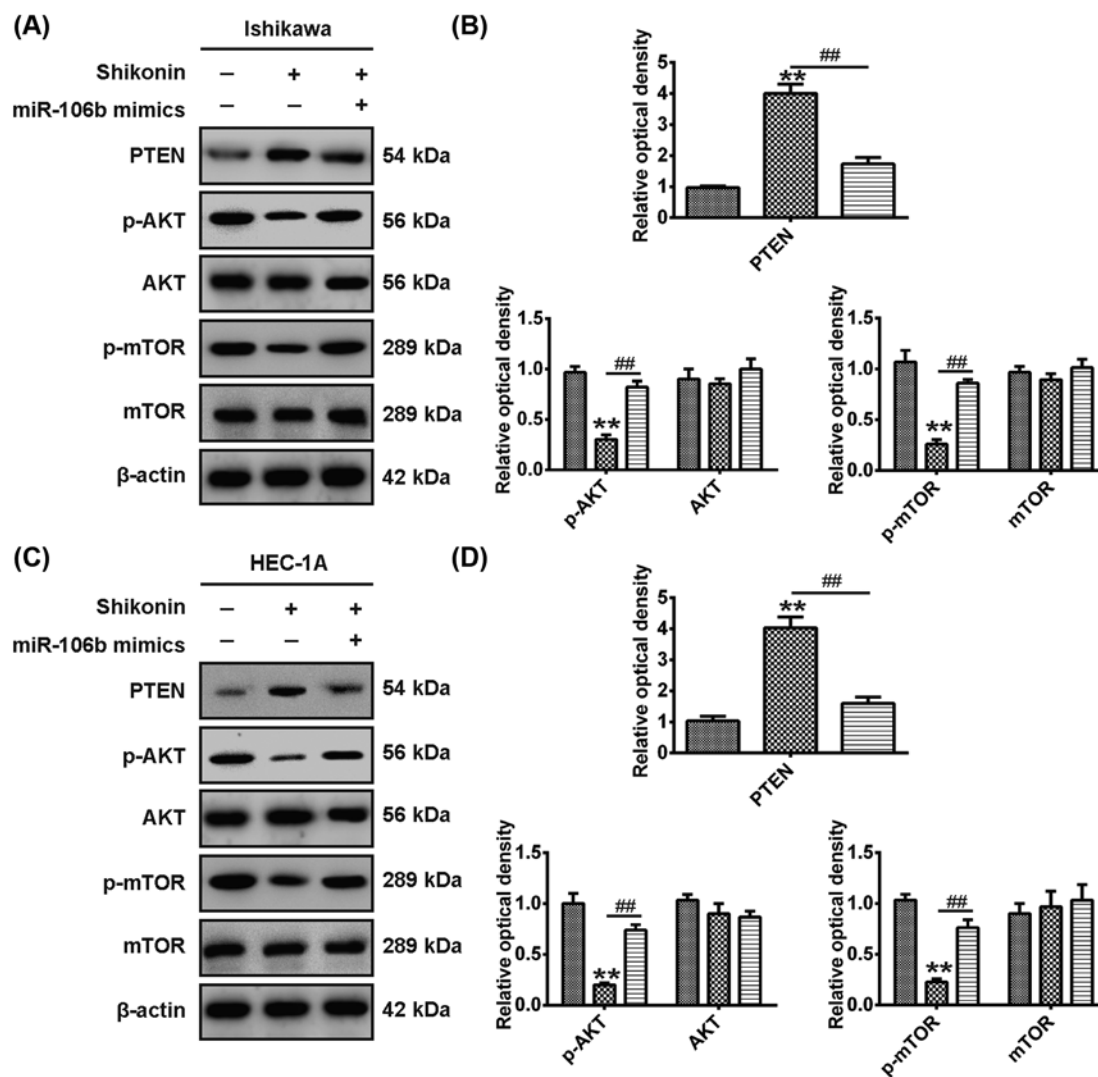 (A)
Ishikawa
Shikonin − + +
miR-106b mimics − − +
PTEN 54 kDa
p-AKT 56 kDa
AKT 56 kDa
p-mTOR 289 kDa
mTOR 289 kDa
β-actin 42 kDa
(B)
Relative optical density
5
4
3
2
1
0
**
##
PTEN
Relative optical density
1.5
1.0
0.5
0.0
**
##
p-AKT
AKT
Relative optical density
1.5
1.0
0.5
0.0
**
##
p-mTOR
mTOR
(C)
HEC-1A
Shikonin − + +
miR-106b mimics − − +
PTEN 54 kDa
p-AKT 56 kDa
AKT 56 kDa
p-mTOR 289 kDa
mTOR 289 kDa
β-actin 42 kDa
(D)
Relative optical density
5
4
3
2
1
0
**
##
PTEN
Relative optical density
1.5
1.0
0.5
0.0
**
##
p-AKT
AKT
Relative optical density
1.5
1.0
0.5
0.0
**
##
p-mTOR
mTOR